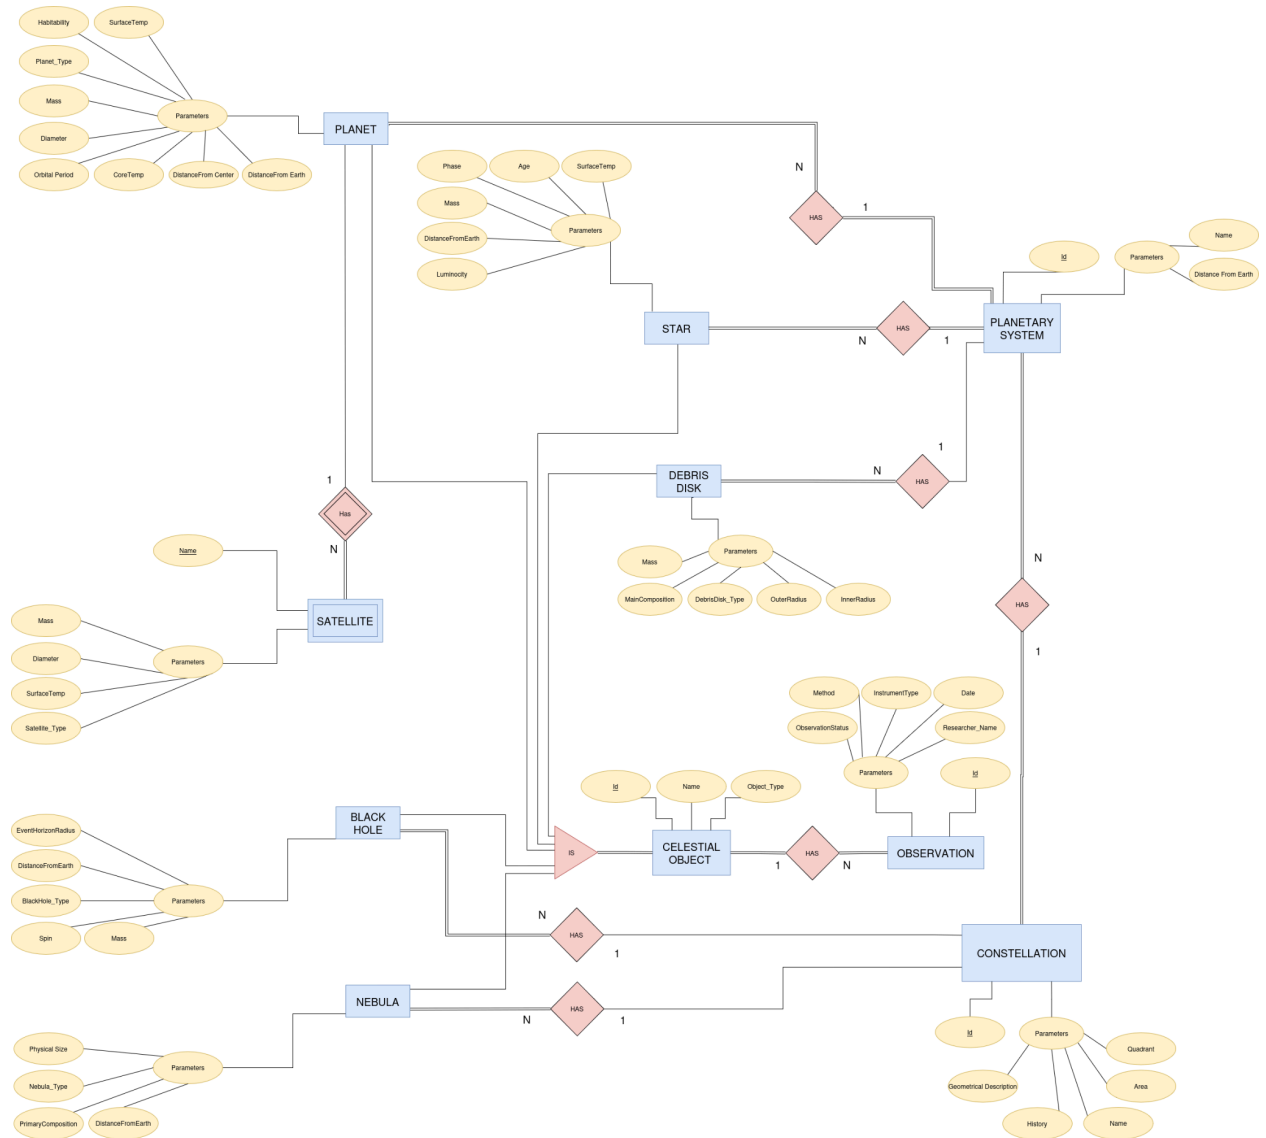 Habitability
SurfaceTemp
Planet_Type
Mass
Parameters
Diameter
Orbital Period
CoreTemp
DistanceFrom Center
DistanceFrom Earth
PLANET
N
HAS
1
Phase
Age
SurfaceTemp
Mass
Parameters
DistanceFromEarth
Luminocity
Id
Parameters
Name
Distance From Earth
STAR
HAS
N
1
PLANETARY
SYSTEM
1
N
DEBRIS
DISK
HAS
1
Has
N
Name
SATELLITE
Mass
Diameter
Parameters
SurfaceTemp
Satellite_Type
Parameters
Mass
MainComposition
DebrisDisk_Type
OuterRadius
InnerRadius
N
HAS
1
Method
InstrumentType
Date
ObservationStatus
Researcher_Name
Parameters
Id
Id
Name
Object_Type
BLACK
HOLE
IS
CELESTIAL
OBJECT
HAS
1
N
OBSERVATION
EventHorizonRadius
DistanceFromEarth
BlackHole_Type
Parameters
Spin
Mass
N
HAS
1
CONSTELLATION
NEBULA
N
HAS
1
Physical Size
Nebula_Type
Parameters
PrimaryComposition
DistanceFromEarth
Id
Parameters
Quadrant
Geometrical Description
Area
History
Name